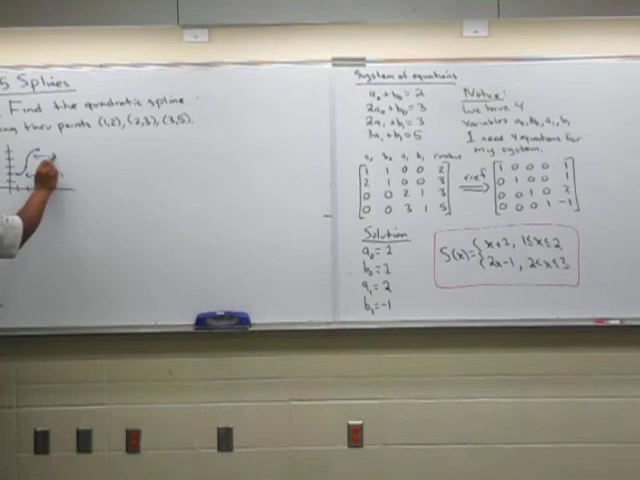 5 Splines
Find the quadratic spline
thru points (1,2), (2,3), (3,5).
System of equations
a₀+b₀=2
2a₀+b₀=3
2a₁+b₁=3
3a₁+b₁=5
Notice:
We have 4
variables a₀, b₀, a₁, b₁
I need 4 equations for
my system.
a₀ b₀ a₁ b₁
1 1 0 0 2
2 1 0 0 3
0 0 2 1 3
0 0 3 1 5
rref
1 0 0 0 1
0 1 0 0 1
0 0 1 0 2
0 0 0 1 -1
Solution
a₀=1
b₀=1
a₁=2
b₁=-1
S(x)= { x+1, 1≤x≤2
2x-1, 2≤x≤3